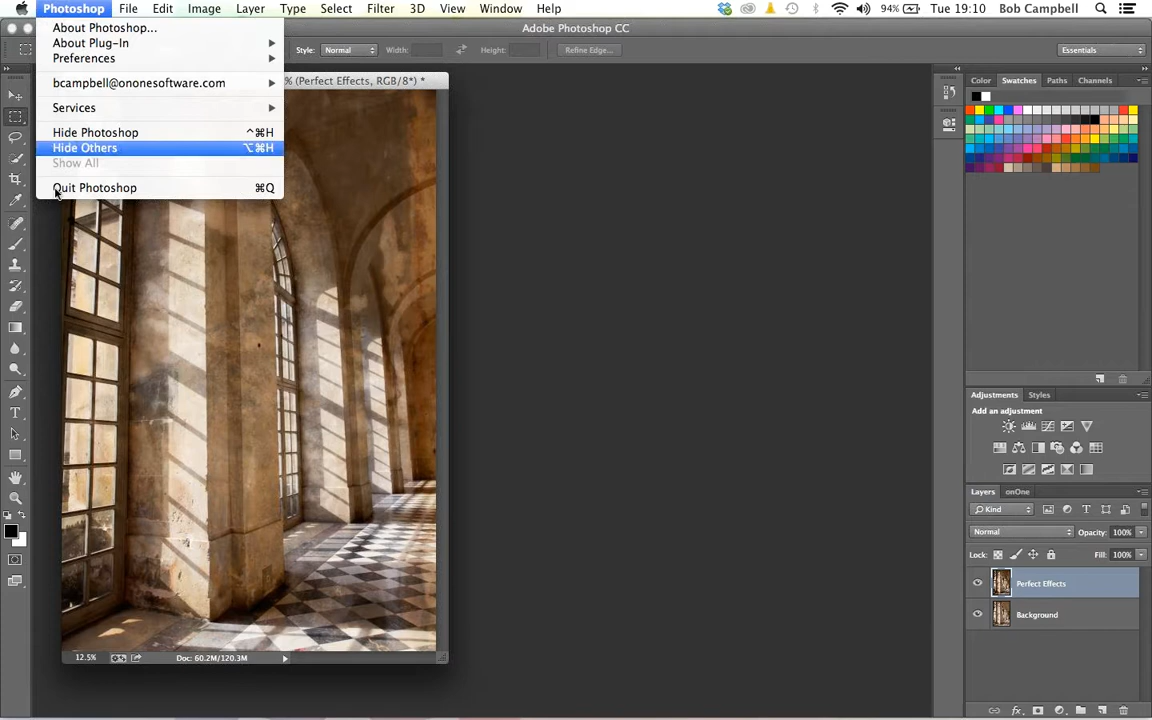 Photoshop File Edit Image Layer Type Select Filter 3D View Window Help 94% Tue 19:10 Bob Campbell
Adobe Photoshop CC
About Photoshop...
About Plug-In
Preferences
bcampbell@ononesoftware.com
Services
Hide Photoshop ^⌘H
Hide Others ⌥⌘H
Show All
Quit Photoshop ⌘Q
Style: Normal Width: Height: Refine Edge... Essentials
% (Perfect Effects, RGB/8*) *
Color Swatches Paths Channels
Adjustments Styles
Add an adjustment
Layers onOne
Kind
Normal Opacity: 100%
Lock: Fill: 100%
Perfect Effects
Background
12.5% Doc: 60.2M/120.3M